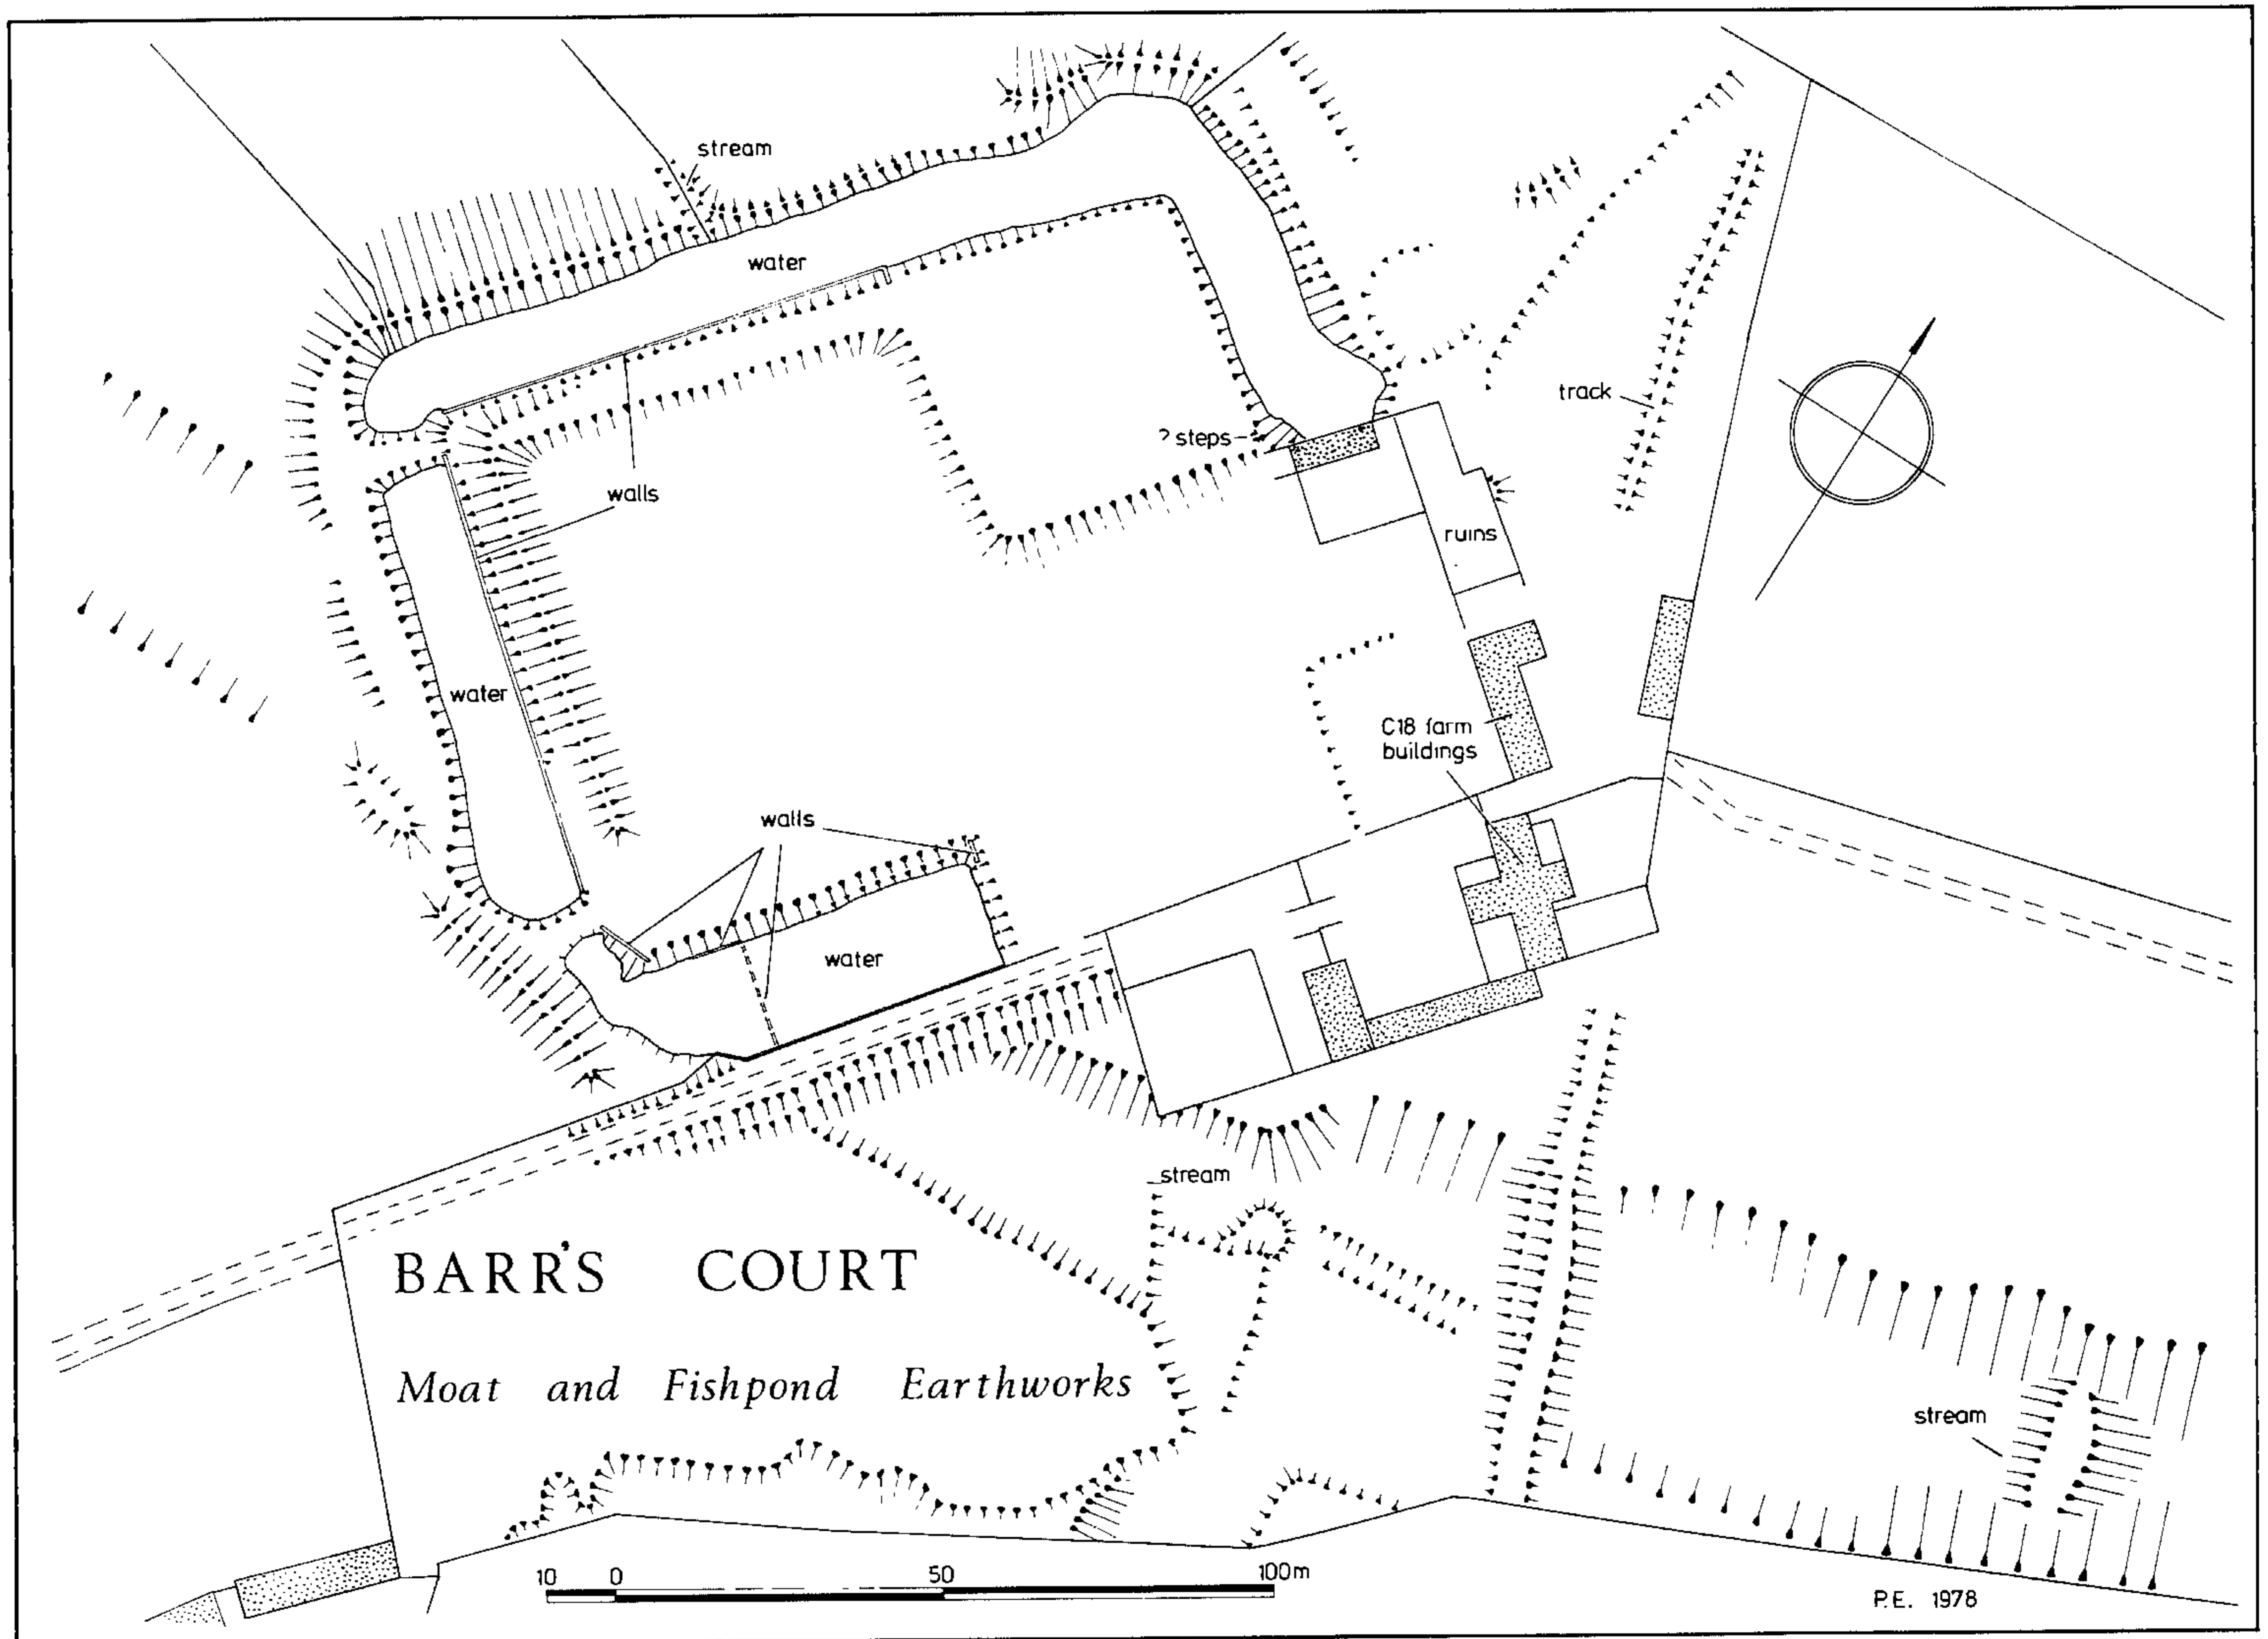 stream
water
track
? steps
walls
ruins
water
C18 farm
buildings
walls
water
stream
BARR'S COURT
Moat and Fishpond Earthworks
stream
10 0 50 100m
P.E. 1978